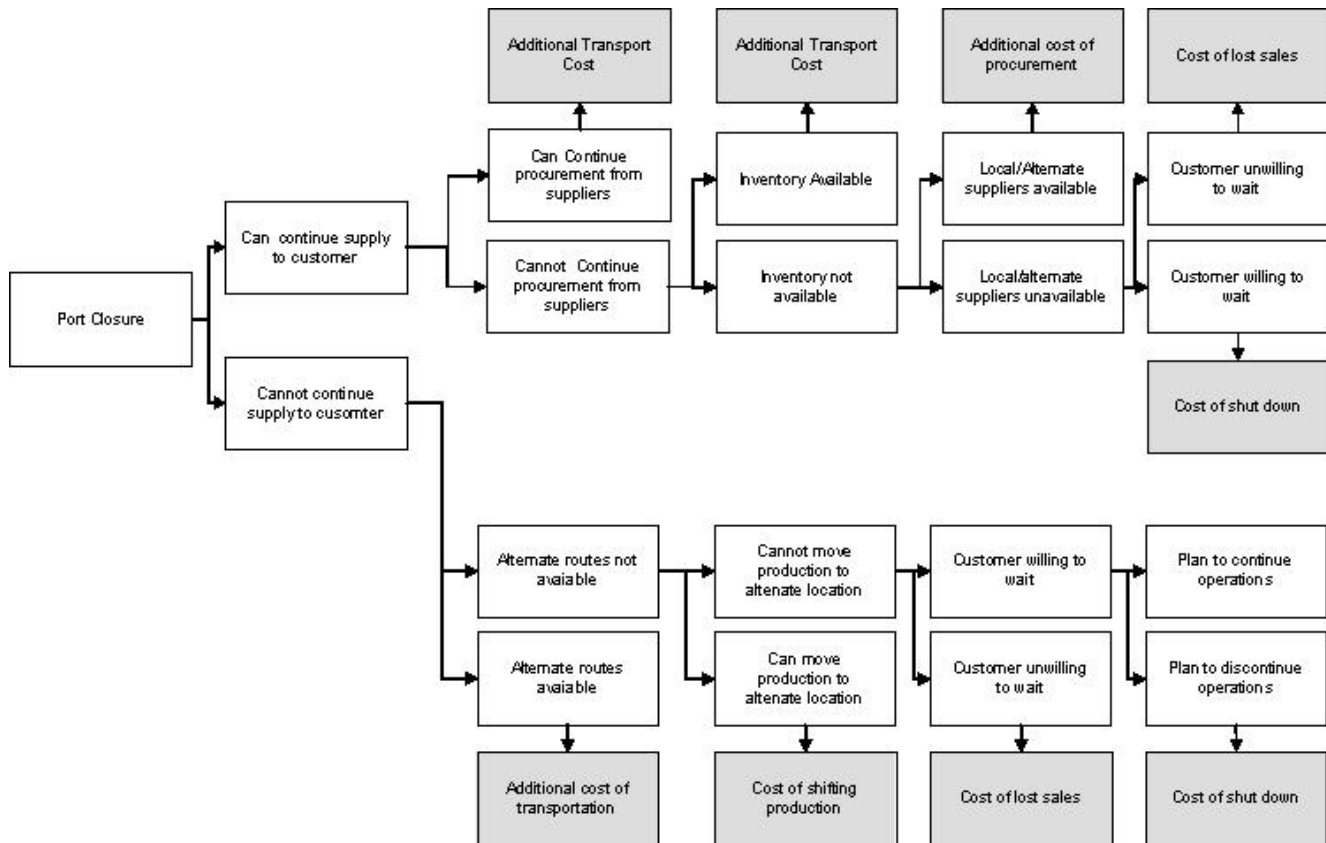 Additional Transport
Cost
Additional Transport
Cost
Additional cost of
procurement
Cost of lost sales
Can Continue
procurement from
suppliers
Inventory Available
Local/Alternate
suppliers available
Customer unwilling
to wait
Can continue supply
to customer
Cannot Continue
procurement from
suppliers
Inventory not
available
Local/alternate
suppliers unavailable
Customer willing to
wait
Port Closure
Cannot continue
supply to cusomter
Cost of shut down
Alternate routes not
avaiable
Cannot move
production to
altenate location
Customer willing to
wait
Plan to continue
operations
Alternate routes
avaiable
Can move
production to
altenate location
Customer unwilling
to wait
Plan to discontinue
operations
Additional cost of
transportation
Cost of shifting
production
Cost of lost sales
Cost of shut down